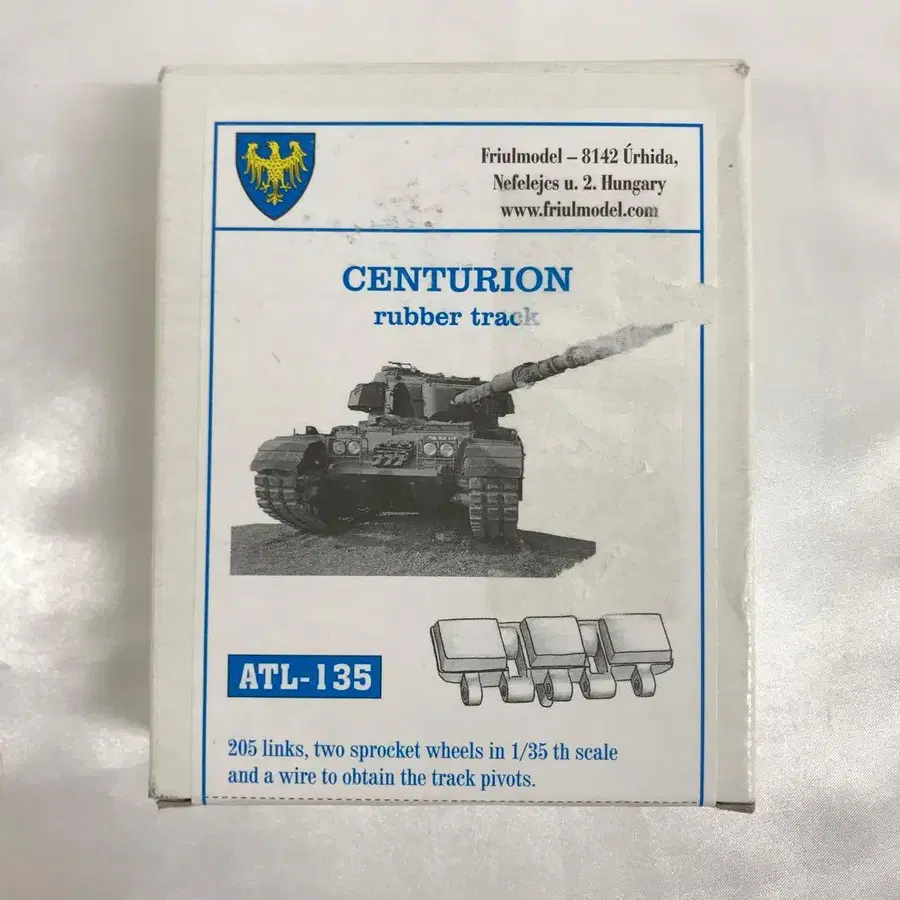 Friulmodel – 8142 Úrhida,
Nefelejcs u. 2. Hungary
www.friulmodel.com
CENTURION
rubber track
ATL-135
205 links, two sprocket wheels in 1/35 th scale
and a wire to obtain the track pivots.